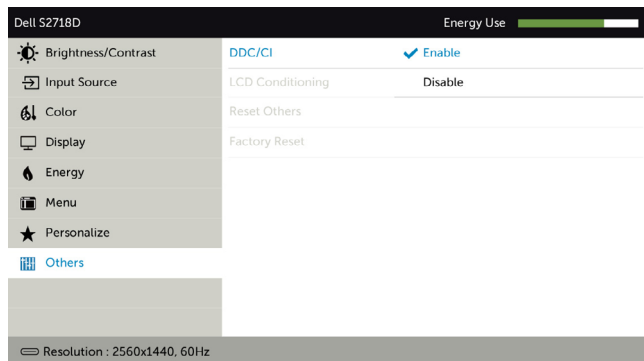 Dell S2718D Energy Use
Brightness/Contrast DDC/CI Enable
Input Source LCD Conditioning Disable
Color Reset Others
Display Factory Reset
Energy
Menu
Personalize
Others
Resolution : 2560x1440, 60Hz